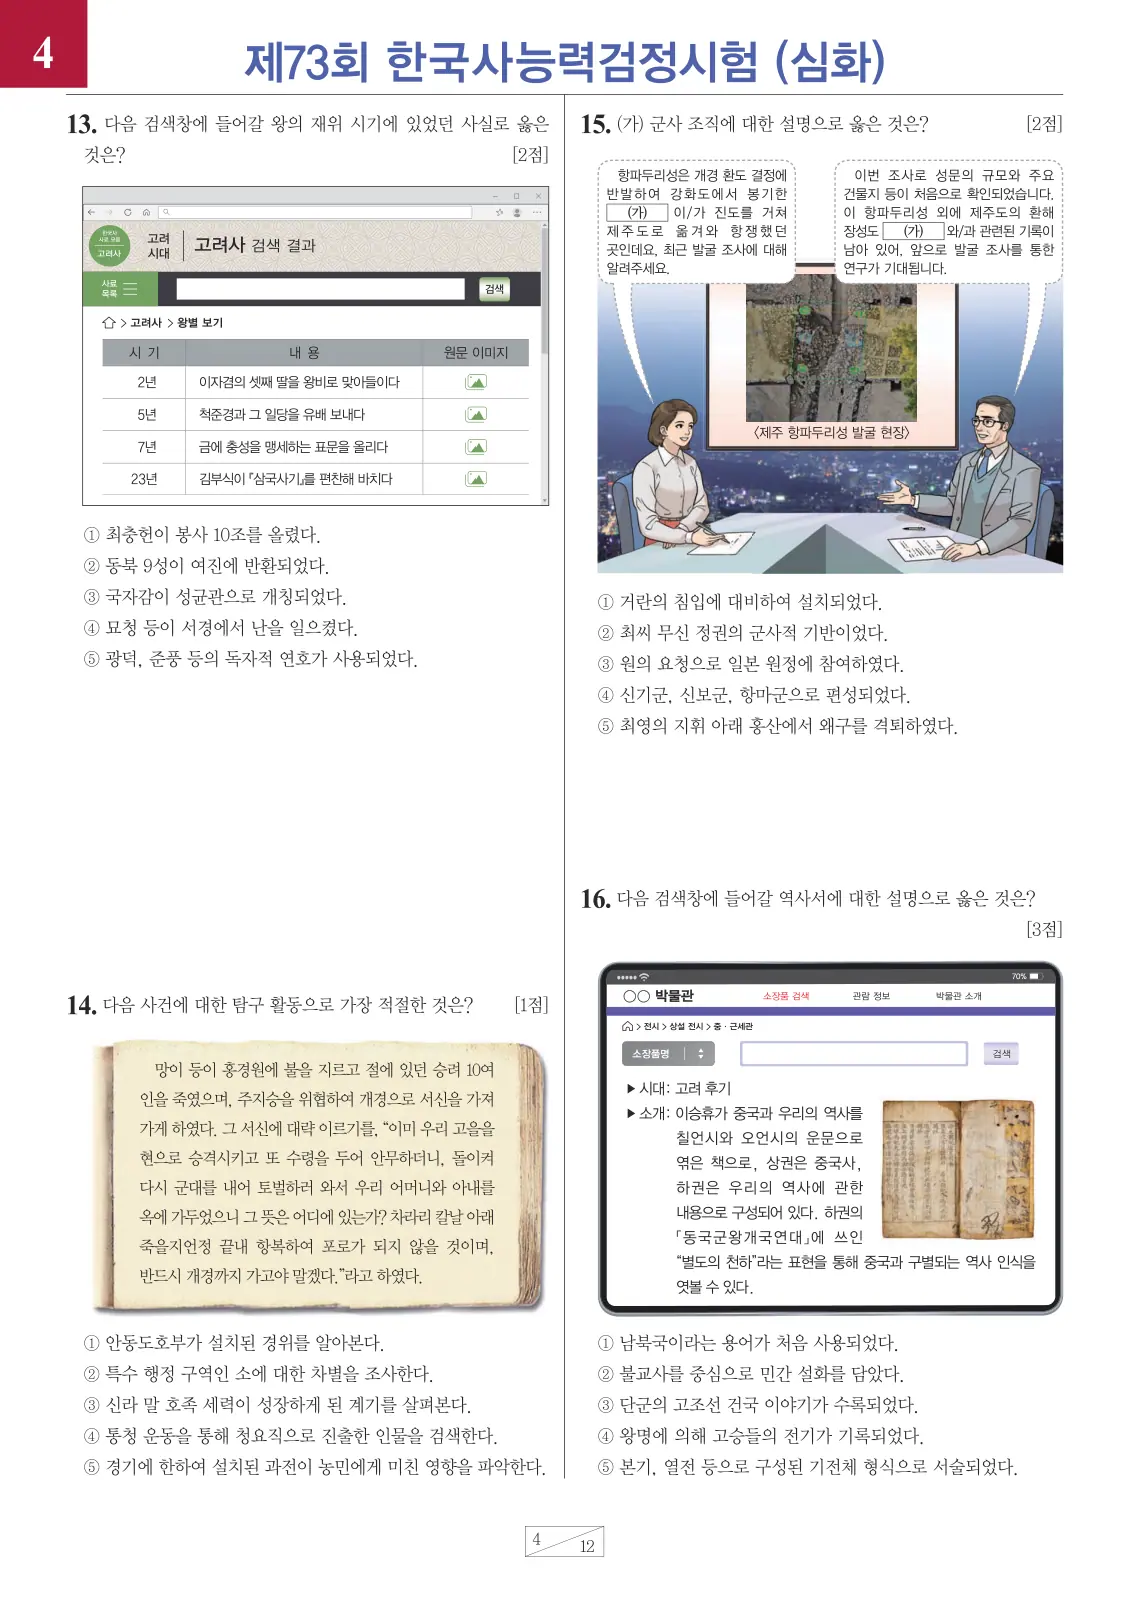 4
제73회 한국사능력검정시험 (심화)
13. 다음 검색창에 들어갈 왕의 재위 시기에 있었던 사실로 옳은
것은? [2점]
한국사
사료 모음
고려사
고려
시대
고려사 검색 결과
사료
목록
검색
> 고려사 > 왕별 보기
시 기 내 용 원문 이미지
2년 이자겸의 셋째 딸을 왕비로 맞아들이다
5년 척준경과 그 일당을 유배 보내다
7년 금에 충성을 맹세하는 표문을 올리다
23년 김부식이 『삼국사기』를 편찬해 바치다
① 최충헌이 봉사 10조를 올렸다.
② 동북 9성이 여진에 반환되었다.
③ 국자감이 성균관으로 개칭되었다.
④ 묘청 등이 서경에서 난을 일으켰다.
⑤ 광덕, 준풍 등의 독자적 연호가 사용되었다.
14. 다음 사건에 대한 탐구 활동으로 가장 적절한 것은? [1점]
망이 등이 홍경원에 불을 지르고 절에 있던 승려 10여
인을 죽였으며, 주지승을 위협하여 개경으로 서신을 가져
가게 하였다. 그 서신에 대략 이르기를, “이미 우리 고을을
현으로 승격시키고 또 수령을 두어 안무하더니, 돌이켜
다시 군대를 내어 토벌하러 와서 우리 어머니와 아내를
옥에 가두었으니 그 뜻은 어디에 있는가? 차라리 칼날 아래
죽을지언정 끝내 항복하여 포로가 되지 않을 것이며,
반드시 개경까지 가고야 말겠다.”라고 하였다.
① 안동도호부가 설치된 경위를 알아본다.
② 특수 행정 구역인 소에 대한 차별을 조사한다.
③ 신라 말 호족 세력이 성장하게 된 계기를 살펴본다.
④ 통청 운동을 통해 청요직으로 진출한 인물을 검색한다.
⑤ 경기에 한하여 설치된 과전이 농민에게 미친 영향을 파악한다.
15. (가) 군사 조직에 대한 설명으로 옳은 것은? [2점]
항파두리성은 개경 환도 결정에
반발하여 강화도에서 봉기한
(가) 이/가 진도를 거쳐
제주도로 옮겨와 항쟁했던
곳인데요, 최근 발굴 조사에 대해
알려주세요.
이번 조사로 성문의 규모와 주요
건물지 등이 처음으로 확인되었습니다.
이 항파두리성 외에 제주도의 환해
장성도 (가) 와/과 관련된 기록이
남아 있어, 앞으로 발굴 조사를 통한
연구가 기대됩니다.
〈제주 항파두리성 발굴 현장〉
① 거란의 침입에 대비하여 설치되었다.
② 최씨 무신 정권의 군사적 기반이었다.
③ 원의 요청으로 일본 원정에 참여하였다.
④ 신기군, 신보군, 항마군으로 편성되었다.
⑤ 최영의 지휘 아래 홍산에서 왜구를 격퇴하였다.
16. 다음 검색창에 들어갈 역사서에 대한 설명으로 옳은 것은?
[3점]
70%
○○ 박물관 소장품 검색 관람 정보 박물관 소개
> 전시 > 상설 전시 > 중 · 근세관
소장품명 검색
▶시대: 고려 후기
▶소개: 이승휴가 중국과 우리의 역사를
칠언시와 오언시의 운문으로
엮은 책으로, 상권은 중국사,
하권은 우리의 역사에 관한
내용으로 구성되어 있다. 하권의
「동국군왕개국연대」에 쓰인
“별도의 천하”라는 표현을 통해 중국과 구별되는 역사 인식을
엿볼 수 있다.
① 남북국이라는 용어가 처음 사용되었다.
② 불교사를 중심으로 민간 설화를 담았다.
③ 단군의 고조선 건국 이야기가 수록되었다.
④ 왕명에 의해 고승들의 전기가 기록되었다.
⑤ 본기, 열전 등으로 구성된 기전체 형식으로 서술되었다.
4
12